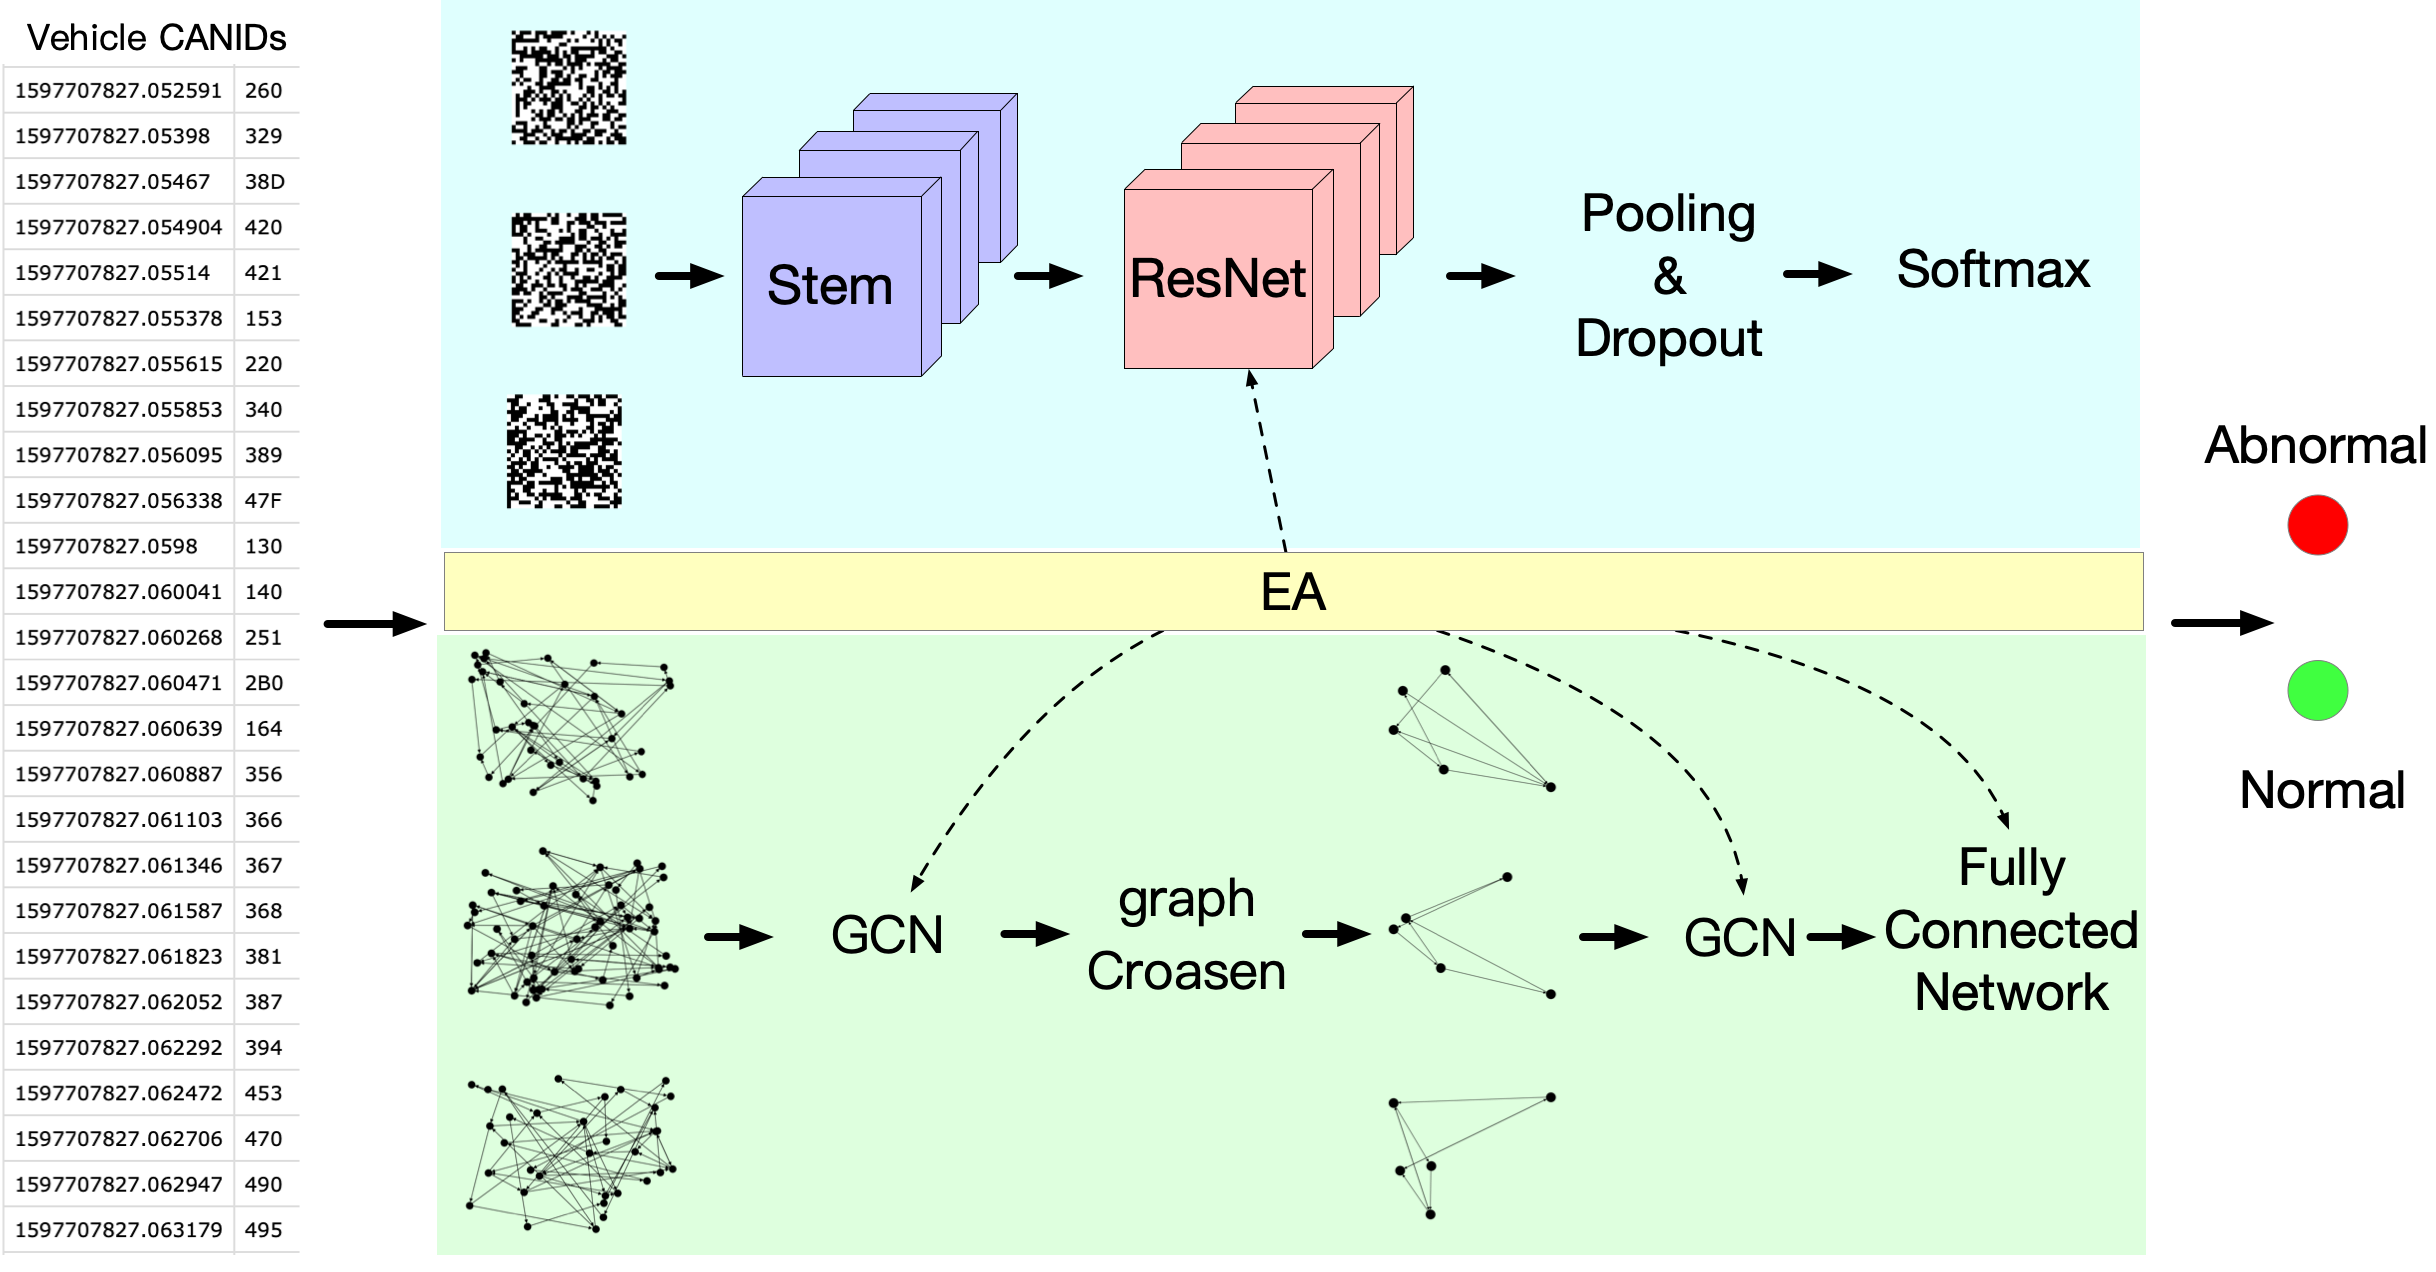 Vehicle CANIDs
1597707827.052591 260
1597707827.05398 329
1597707827.05467 38D
1597707827.054904 420
1597707827.05514 421
1597707827.055378 153
1597707827.055615 220
1597707827.055853 340
1597707827.056095 389
1597707827.056338 47F
1597707827.0598 130
1597707827.060041 140
1597707827.060268 251
1597707827.060471 2B0
1597707827.060639 164
1597707827.060887 356
1597707827.061103 366
1597707827.061346 367
1597707827.061587 368
1597707827.061823 381
1597707827.062052 387
1597707827.062292 394
1597707827.062472 453
1597707827.062706 470
1597707827.062947 490
1597707827.063179 495
Stem
ResNet
Pooling
&
Dropout
Softmax
EA
GCN
graph
Croasen
GCN
Fully
Connected
Network
Abnormal
Normal